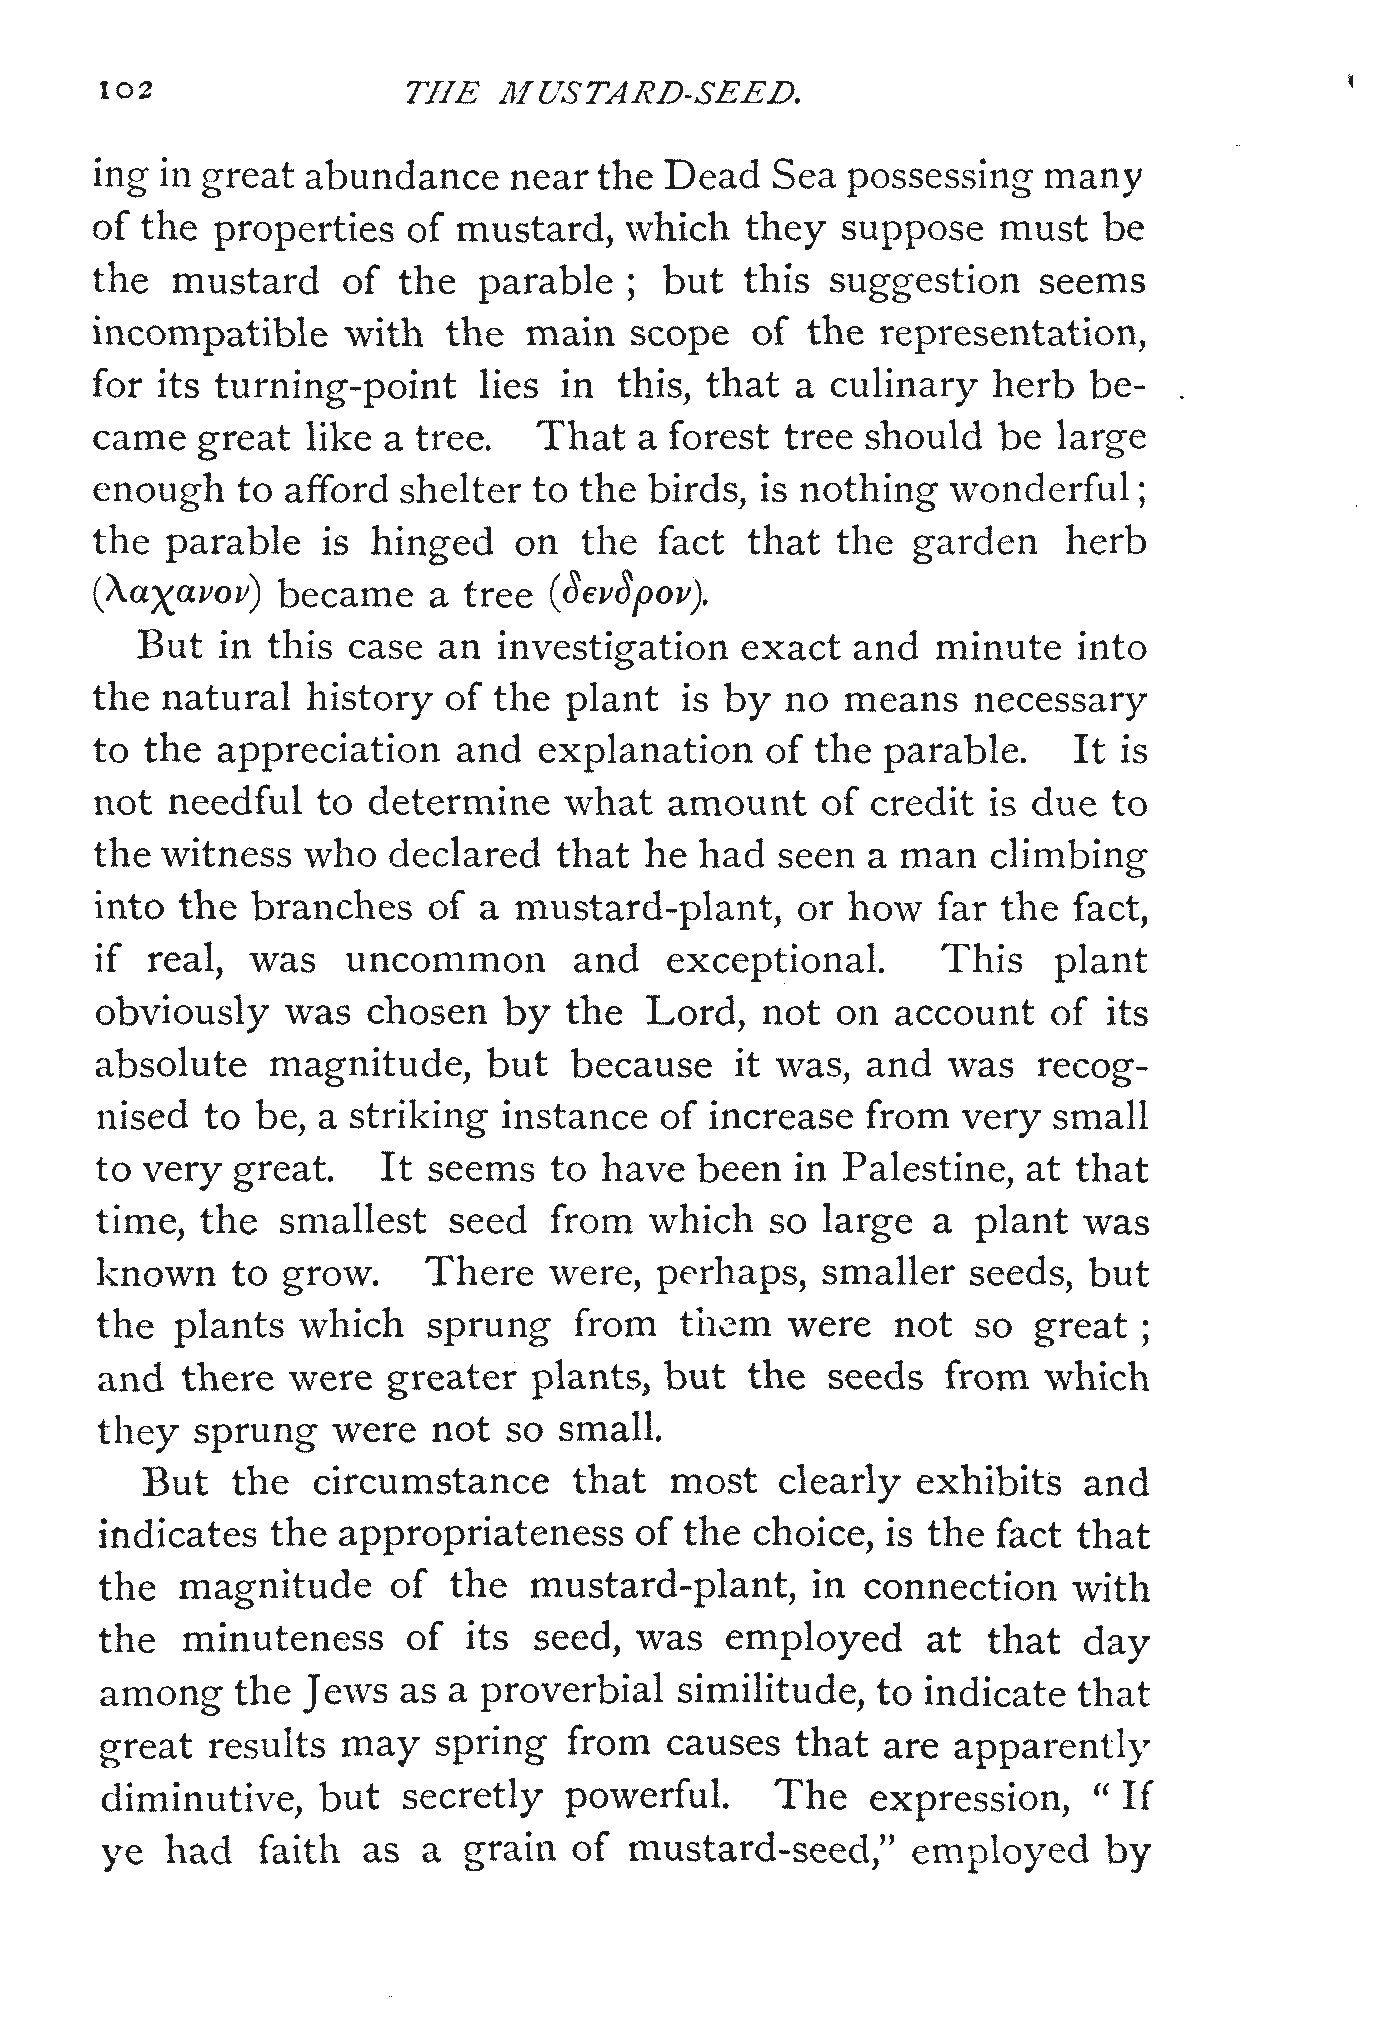 102 THE MUSTARD-SEED.
ing in great abundance near the Dead Sea possessing many
of the properties of mustard, which they suppose must be
the mustard of the parable ; but this suggestion seems
incompatible with the main scope of the representation,
for its turning-point lies in this, that a culinary herb be-
came great like a tree. That a forest tree should be large
enough to afford shelter to the birds, is nothing wonderful ;
the parable is hinged on the fact that the garden herb
(λαχανον) became a tree (δενδρον).
But in this case an investigation exact and minute into
the natural history of the plant is by no means necessary
to the appreciation and explanation of the parable. It is
not needful to determine what amount of credit is due to
the witness who declared that he had seen a man climbing
into the branches of a mustard-plant, or how far the fact,
if real, was uncommon and exceptional. This plant
obviously was chosen by the Lord, not on account of its
absolute magnitude, but because it was, and was recog-
nised to be, a striking instance of increase from very small
to very great. It seems to have been in Palestine, at that
time, the smallest seed from which so large a plant was
known to grow. There were, perhaps, smaller seeds, but
the plants which sprung from them were not so great ;
and there were greater plants, but the seeds from which
they sprung were not so small.
But the circumstance that most clearly exhibits and
indicates the appropriateness of the choice, is the fact that
the magnitude of the mustard-plant, in connection with
the minuteness of its seed, was employed at that day
among the Jews as a proverbial similitude, to indicate that
great results may spring from causes that are apparently
diminutive, but secretly powerful. The expression, “ If
ye had faith as a grain of mustard-seed,” employed by